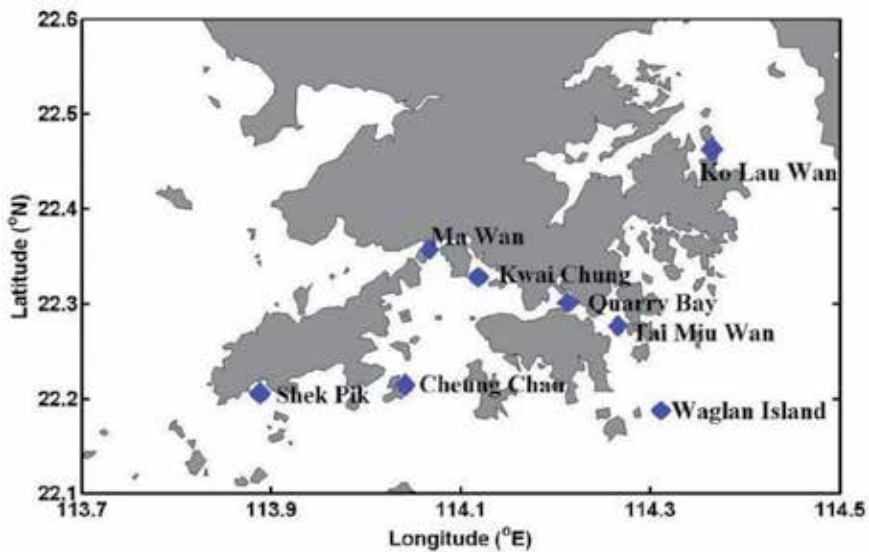 22.6
22.5
22.4
22.3
22.2
22.1
Latitude (°N)
Ko Lau Wan
Ma Wan
Kwai Chung
Quarry Bay
Tai Miu Wan
Shek Pik
Cheung Chau
Waglan Island
113.7 113.9 114.1 114.3 114.5
Longitude (°E)